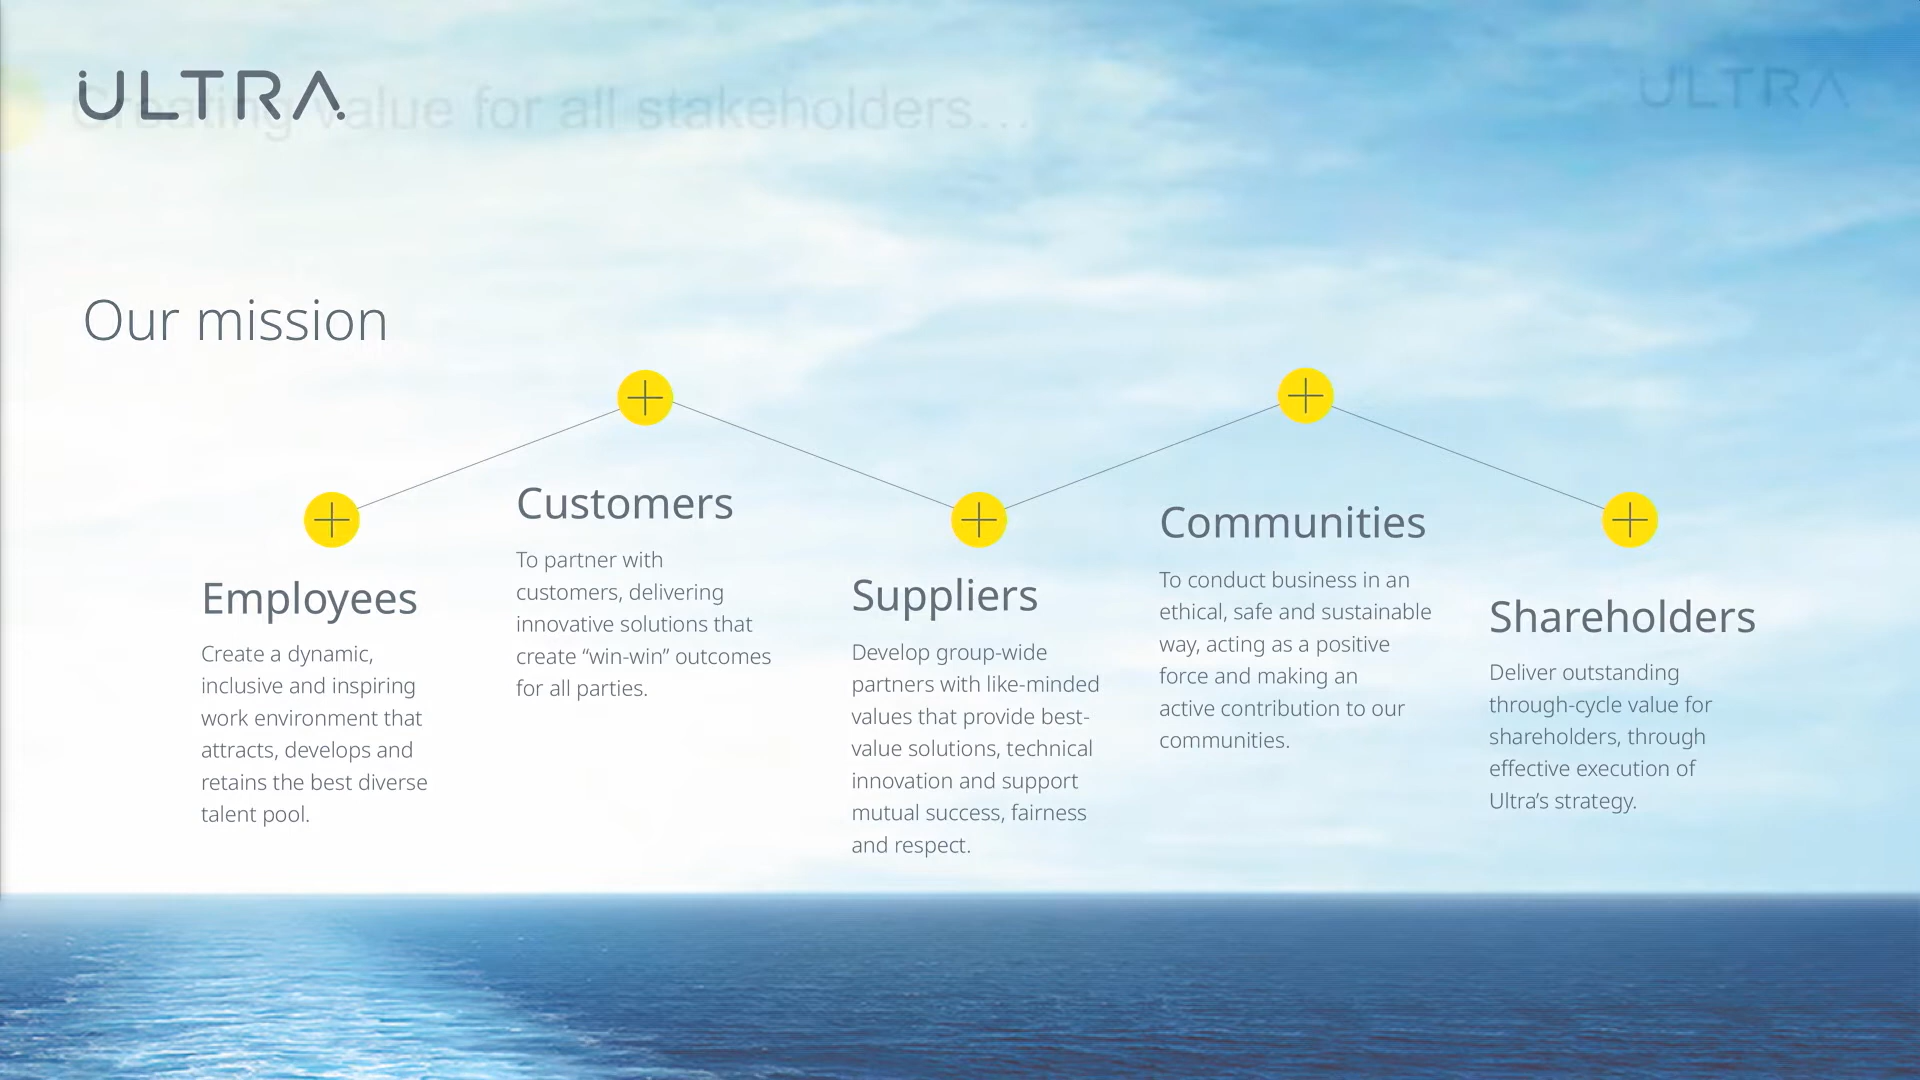 ULTRA
Creating value for all stakeholders...
ULTRA
Our mission
Employees
Create a dynamic,
inclusive and inspiring
work environment that
attracts, develops and
retains the best diverse
talent pool.
Customers
To partner with
customers, delivering
innovative solutions that
create “win-win” outcomes
for all parties.
Suppliers
Develop group-wide
partners with like-minded
values that provide best-
value solutions, technical
innovation and support
mutual success, fairness
and respect.
Communities
To conduct business in an
ethical, safe and sustainable
way, acting as a positive
force and making an
active contribution to our
communities.
Shareholders
Deliver outstanding
through-cycle value for
shareholders, through
effective execution of
Ultra’s strategy.